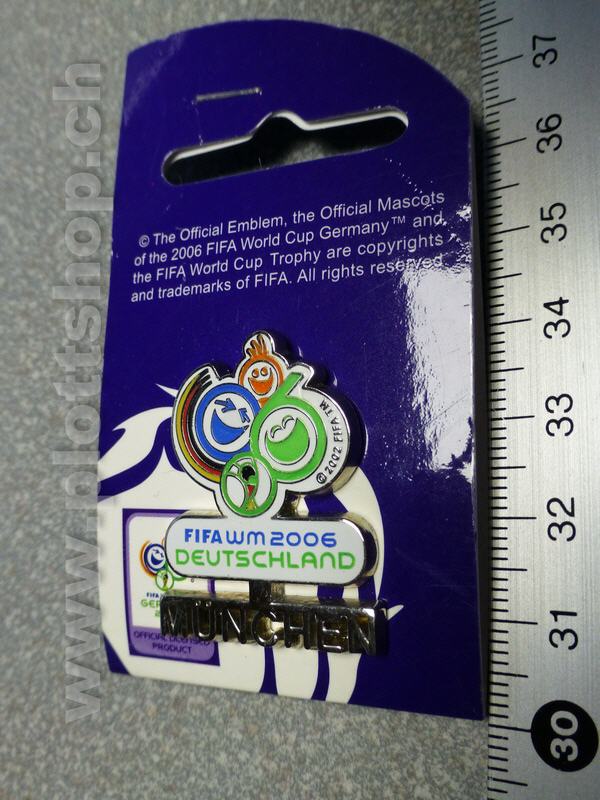 © The Official Emblem, the Official Mascots
of the 2006 FIFA World Cup Germany™ and
the FIFA World Cup Trophy are copyrights
and trademarks of FIFA. All rights reserved.
© 2002 FIFA TM
FIFA WM 2006
DEUTSCHLAND
MÜNCHEN
OFFICIAL LICENSED
PRODUCT
37
36
35
34
33
32
31
30
www.plottshop.ch